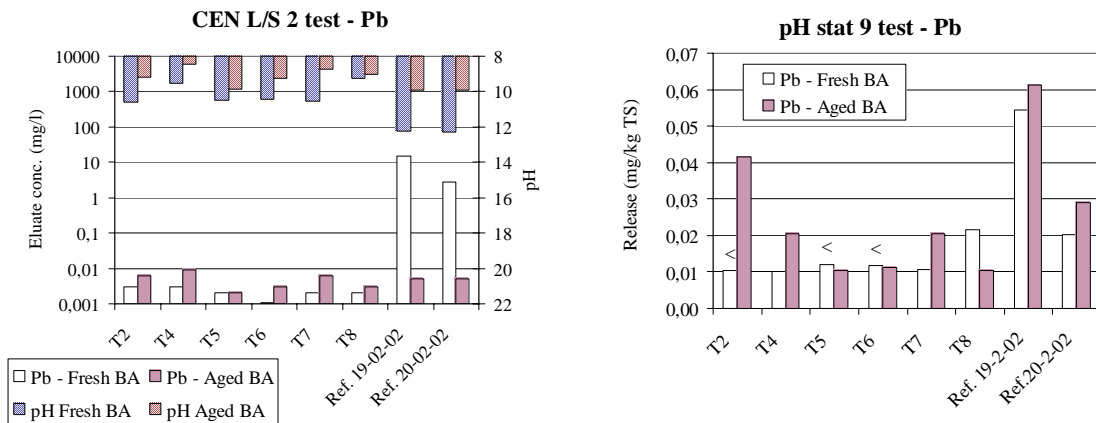 CEN L/S 2 test - Pb
Eluate conc. (mg/l)
10000
1000
100
10
1
0,1
0,01
0,001
8
10
12
14
16
18
20
22
pH
T2
T4
T5
T6
T7
T8
Ref. 19-02-02
Ref. 20-02-02
Pb - Fresh BA
Pb - Aged BA
pH Fresh BA
pH Aged BA
pH stat 9 test - Pb
Release (mg/kg TS)
0,07
0,06
0,05
0,04
0,03
0,02
0,01
0,00
Pb - Fresh BA
Pb - Aged BA
<
<
<
T2
T4
T5
T6
T7
T8
Ref. 19-2-02
Ref.20-2-02